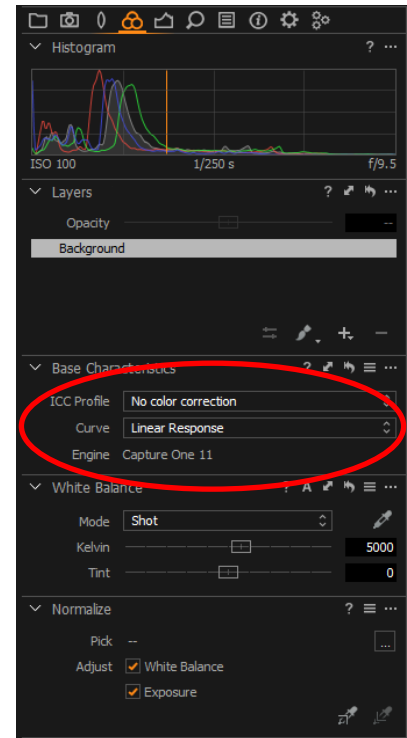 Histogram ? ...
ISO 100 1/250 s f/9.5
Layers ? ...
Opacity --
Background
Base Characteristics ? ...
ICC Profile No color correction
Curve Linear Response
Engine Capture One 11
White Balance ? A ...
Mode Shot
Kelvin 5000
Tint 0
Normalize ? ...
Pick -- ...
Adjust White Balance
Exposure